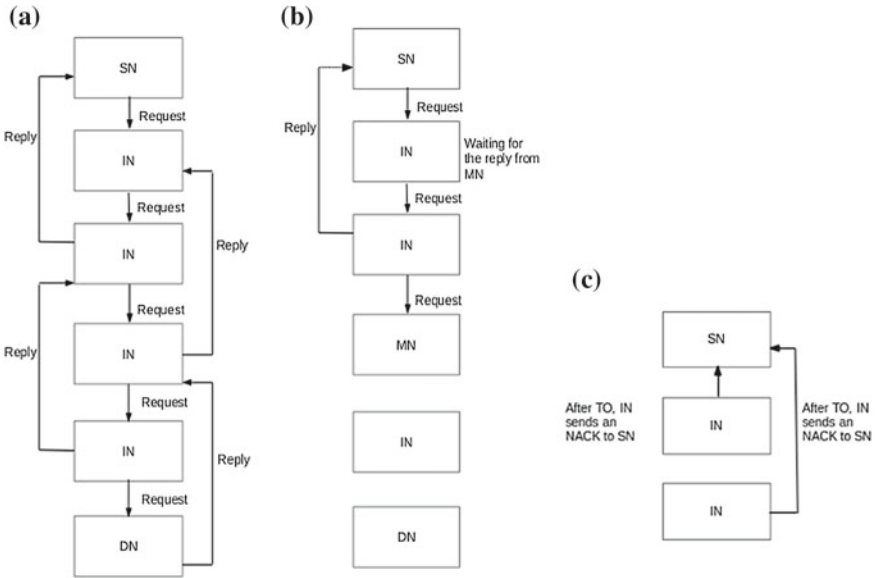 (a)
SN
Request
Reply
IN
Request
IN
Reply
Request
Reply
IN
Request
IN
Reply
Request
DN
(b)
SN
Request
Reply
IN
Waiting for
the reply from
MN
Request
IN
Request
MN
IN
DN
(c)
SN
After TO, IN
sends an
NACK to SN
IN
After TO, IN
sends an
NACK to SN
IN